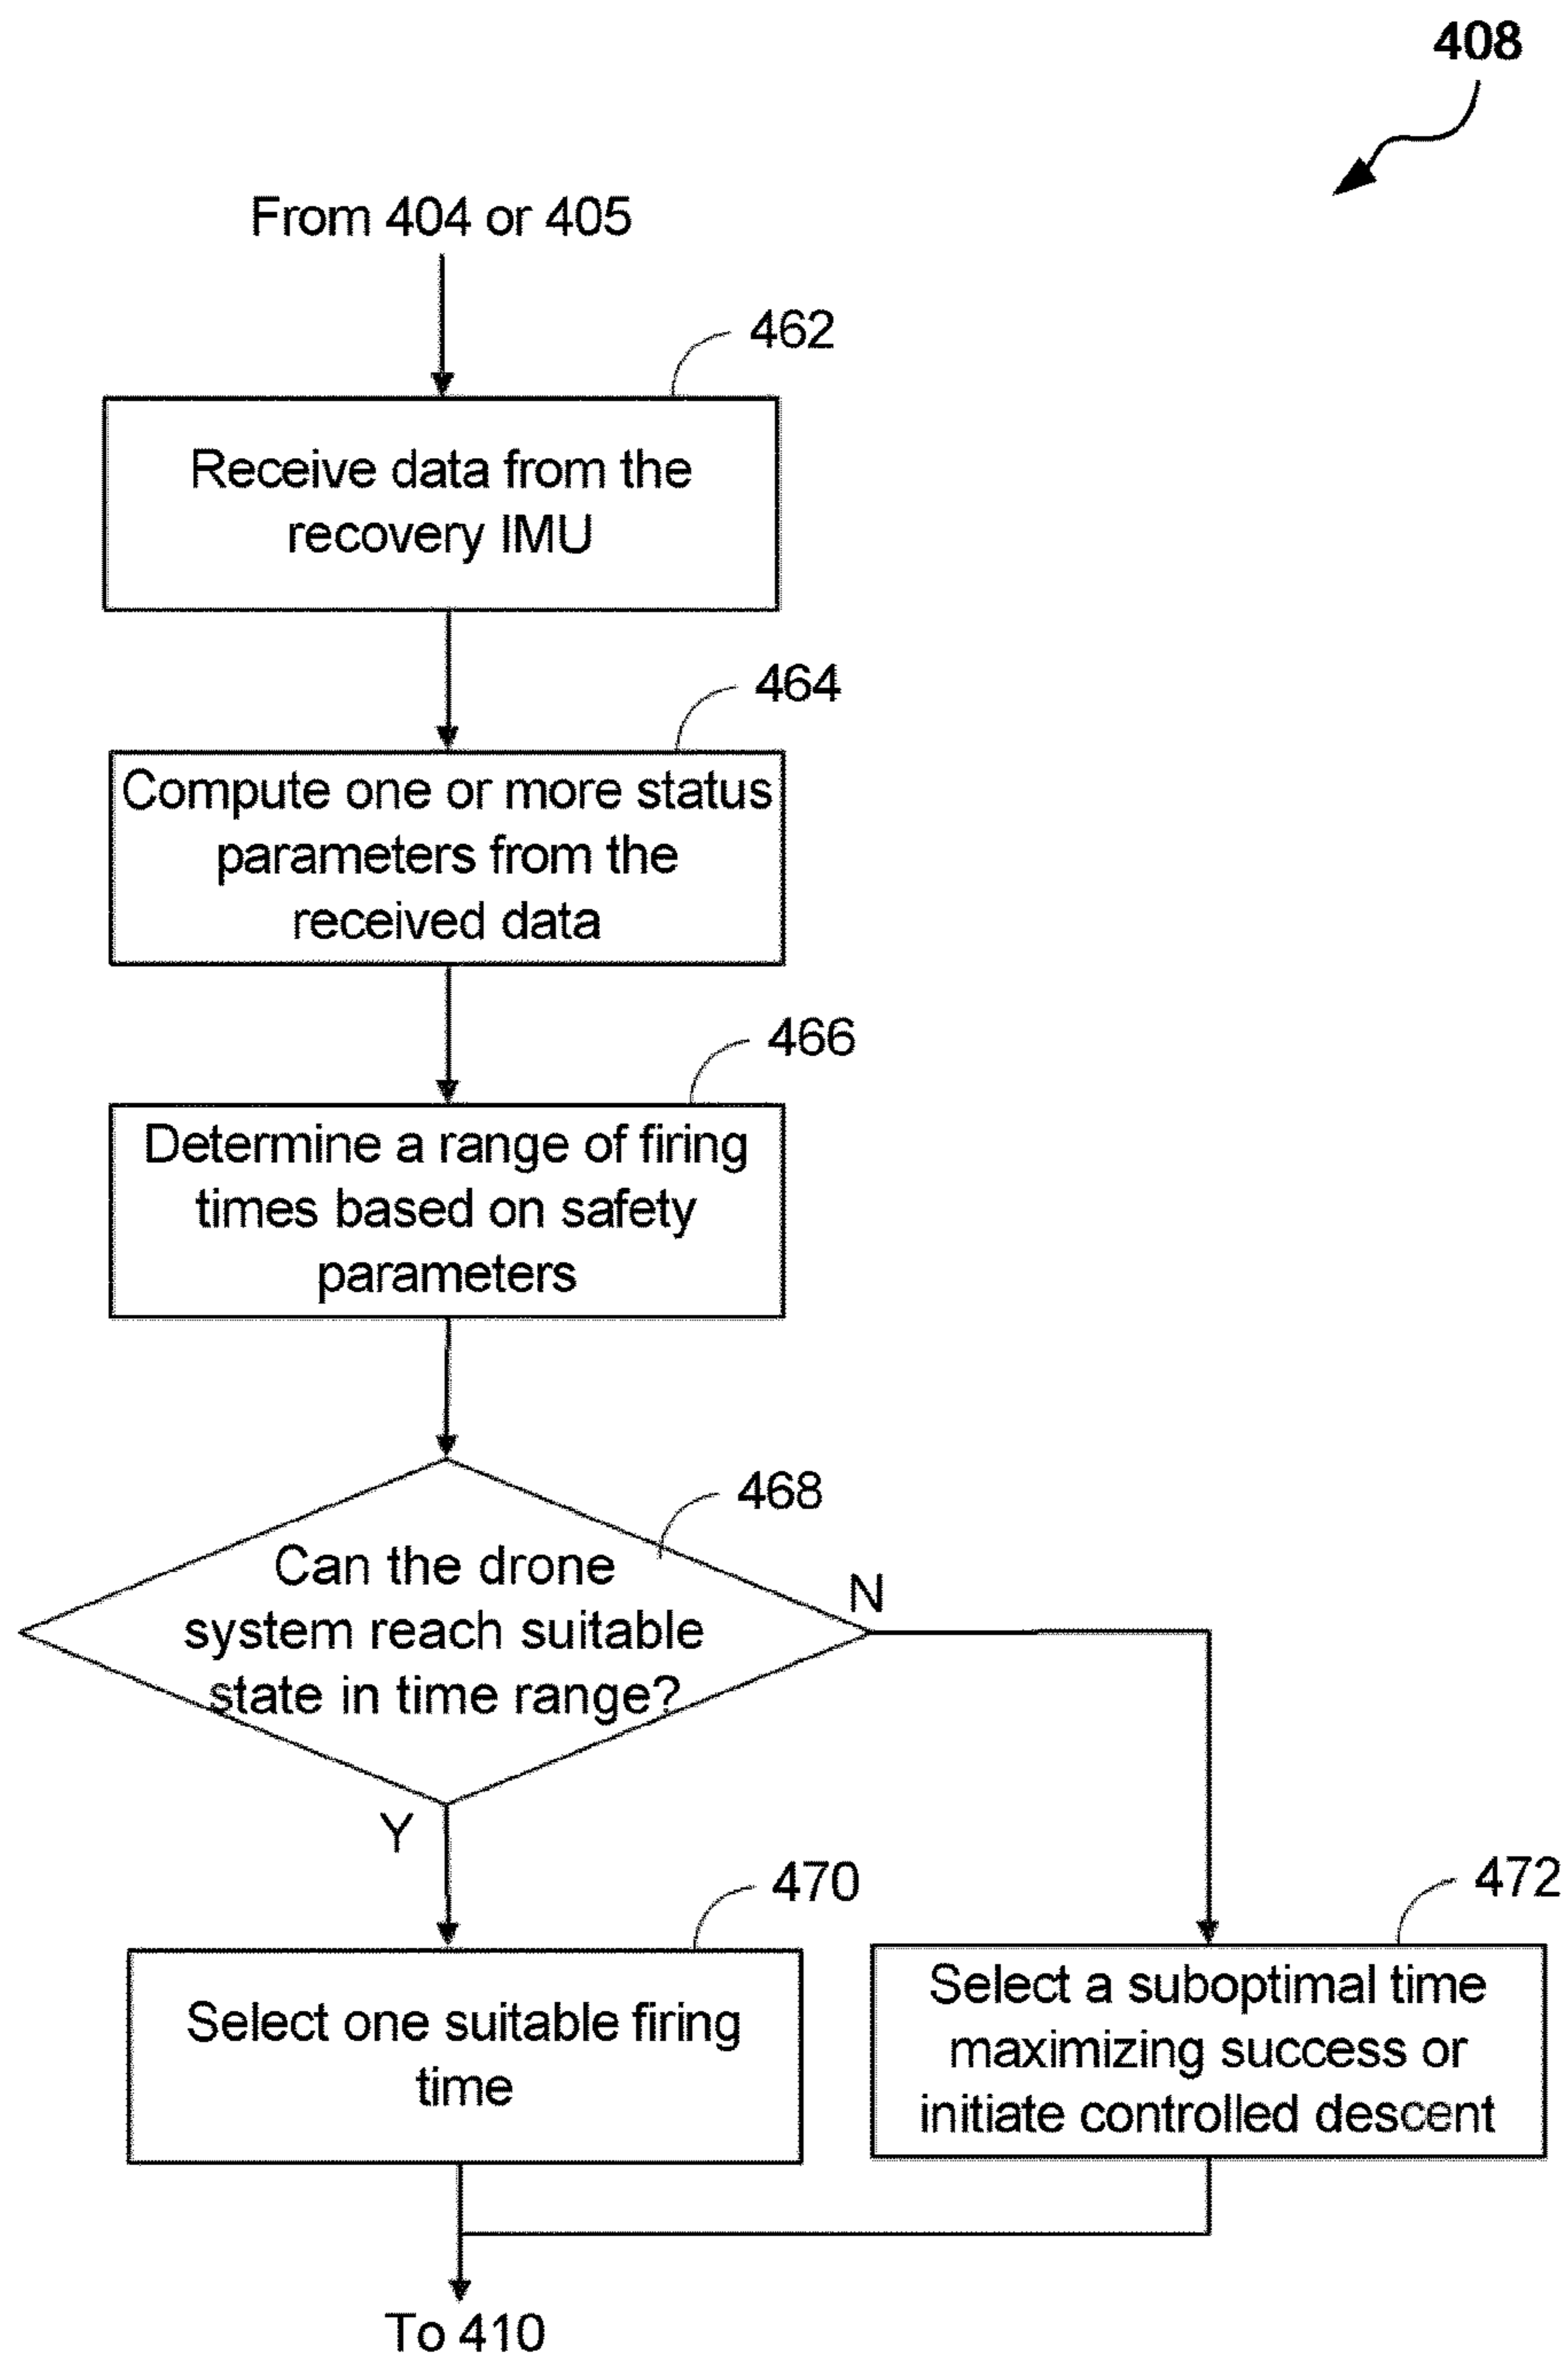 408
From 404 or 405
462
Receive data from the
recovery IMU
464
Compute one or more status
parameters from the
received data
466
Determine a range of firing
times based on safety
parameters
468
Can the drone
system reach suitable
state in time range?
N
Y
470
Select one suitable firing
time
472
Select a suboptimal time
maximizing success or
initiate controlled descent
To 410